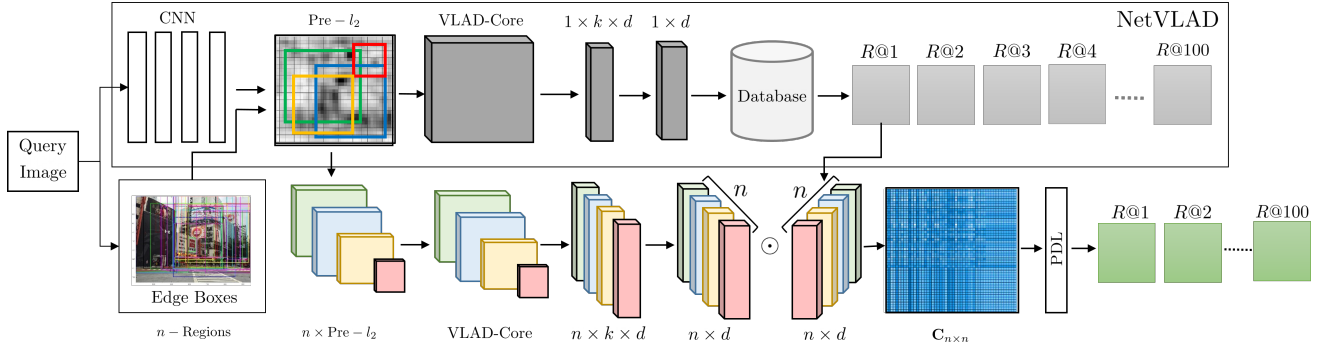 NetVLAD
CNN
Pre − l₂
VLAD-Core
1 × k × d
1 × d
Database
R@1
R@2
R@3
R@4
R@100
Query
Image
Edge Boxes
n
n
⊙
PDL
R@1
R@2
R@100
n − Regions
n × Pre − l₂
VLAD-Core
n × k × d
n × d
n × d
C_{n×n}